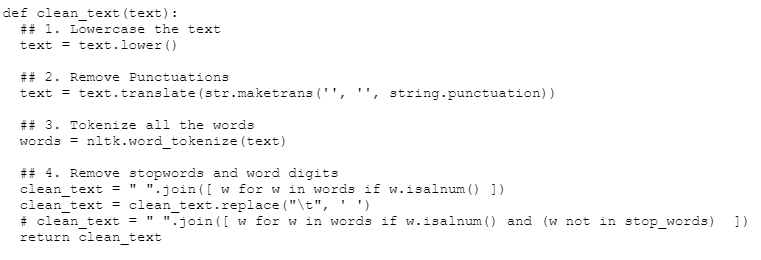 def clean_text(text):
  ## 1. Lowercase the text
  text = text.lower()
  ## 2. Remove Punctuations
  text = text.translate(str.maketrans('', '', string.punctuation))
  ## 3. Tokenize all the words
  words = nltk.word_tokenize(text)
  ## 4. Remove stopwords and word digits
  clean_text = " ".join([ w for w in words if w.isalnum() ])
  clean_text = clean_text.replace("\t", ' ')
  # clean_text = " ".join([ w for w in words if w.isalnum() and (w not in stop_words)  ])
  return clean_text